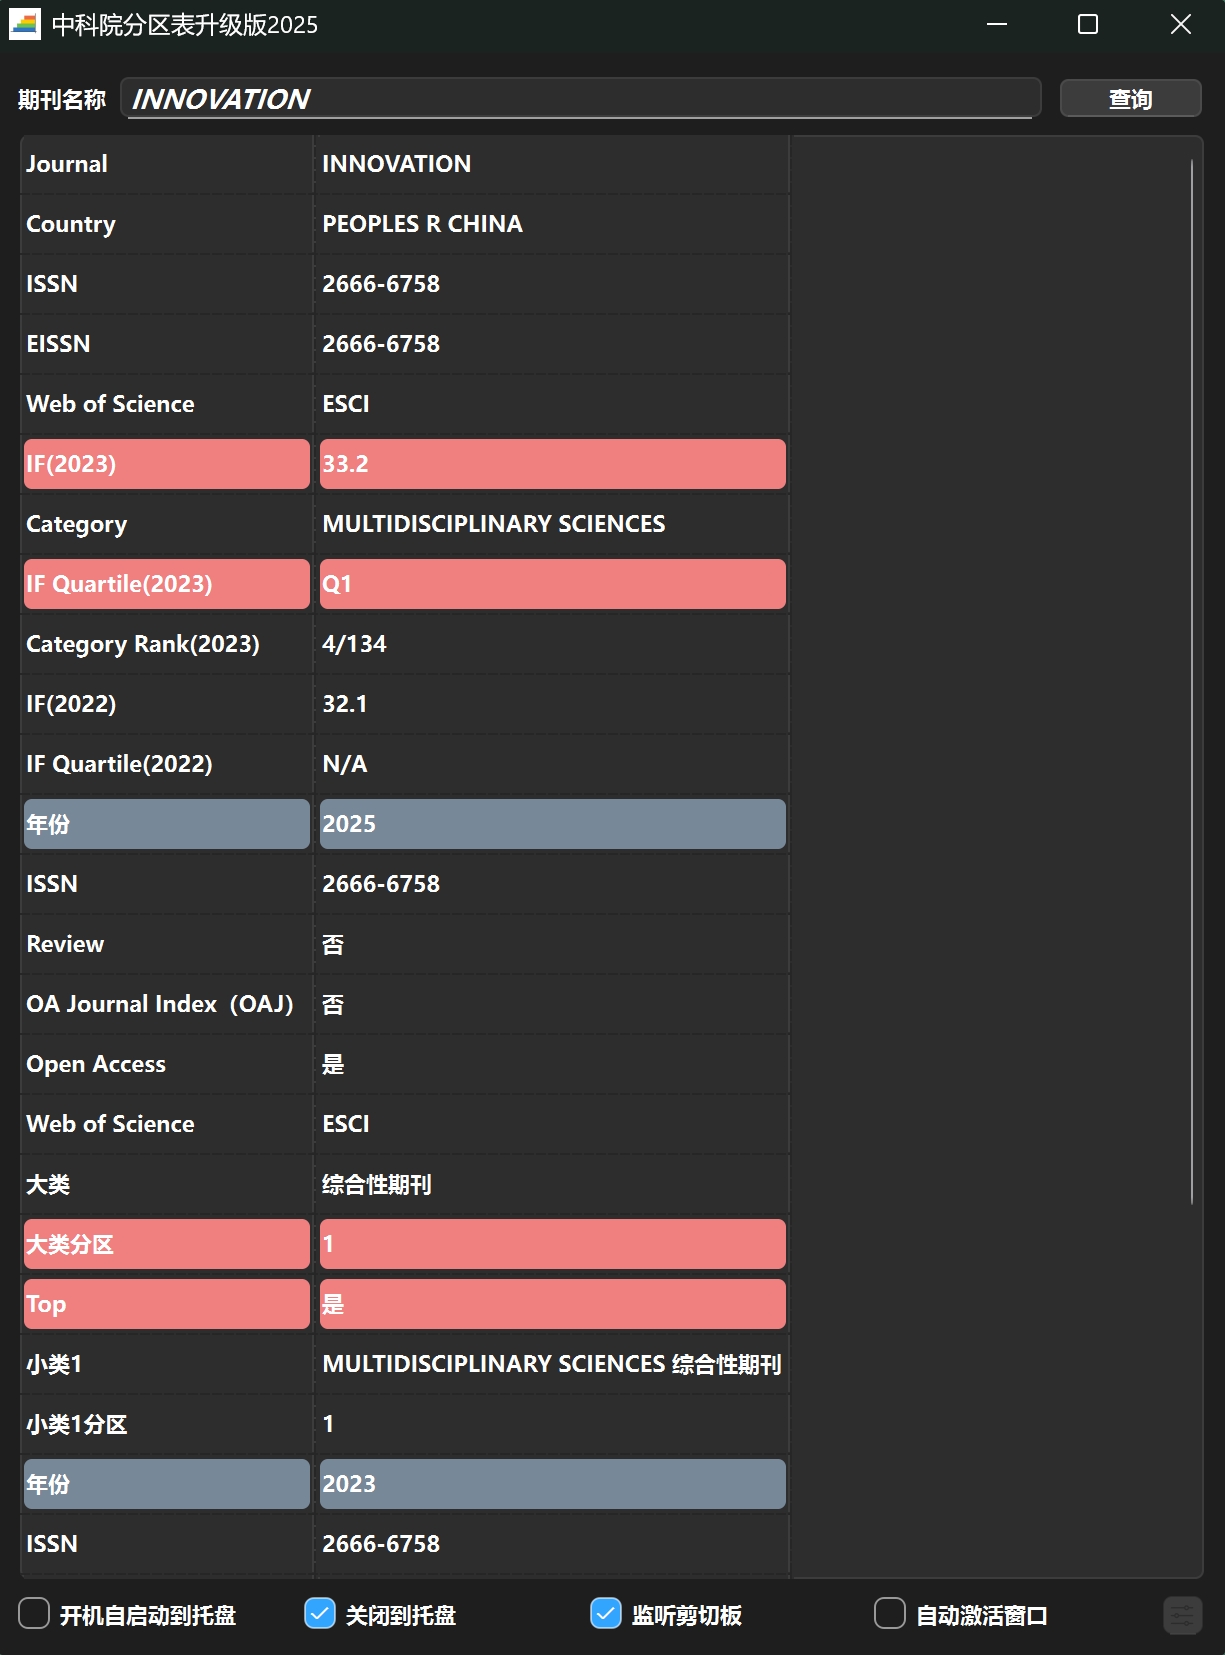 中科院分区表升级版2025
期刊名称 INNOVATION 查询
Journal INNOVATION
Country PEOPLES R CHINA
ISSN 2666-6758
EISSN 2666-6758
Web of Science ESCI
IF(2023) 33.2
Category MULTIDISCIPLINARY SCIENCES
IF Quartile(2023) Q1
Category Rank(2023) 4/134
IF(2022) 32.1
IF Quartile(2022) N/A
年份 2025
ISSN 2666-6758
Review 否
OA Journal Index（OAJ） 否
Open Access 是
Web of Science ESCI
大类 综合性期刊
大类分区 1
Top 是
小类1 MULTIDISCIPLINARY SCIENCES 综合性期刊
小类1分区 1
年份 2023
ISSN 2666-6758
开机自启动到托盘 关闭到托盘 监听剪切板 自动激活窗口